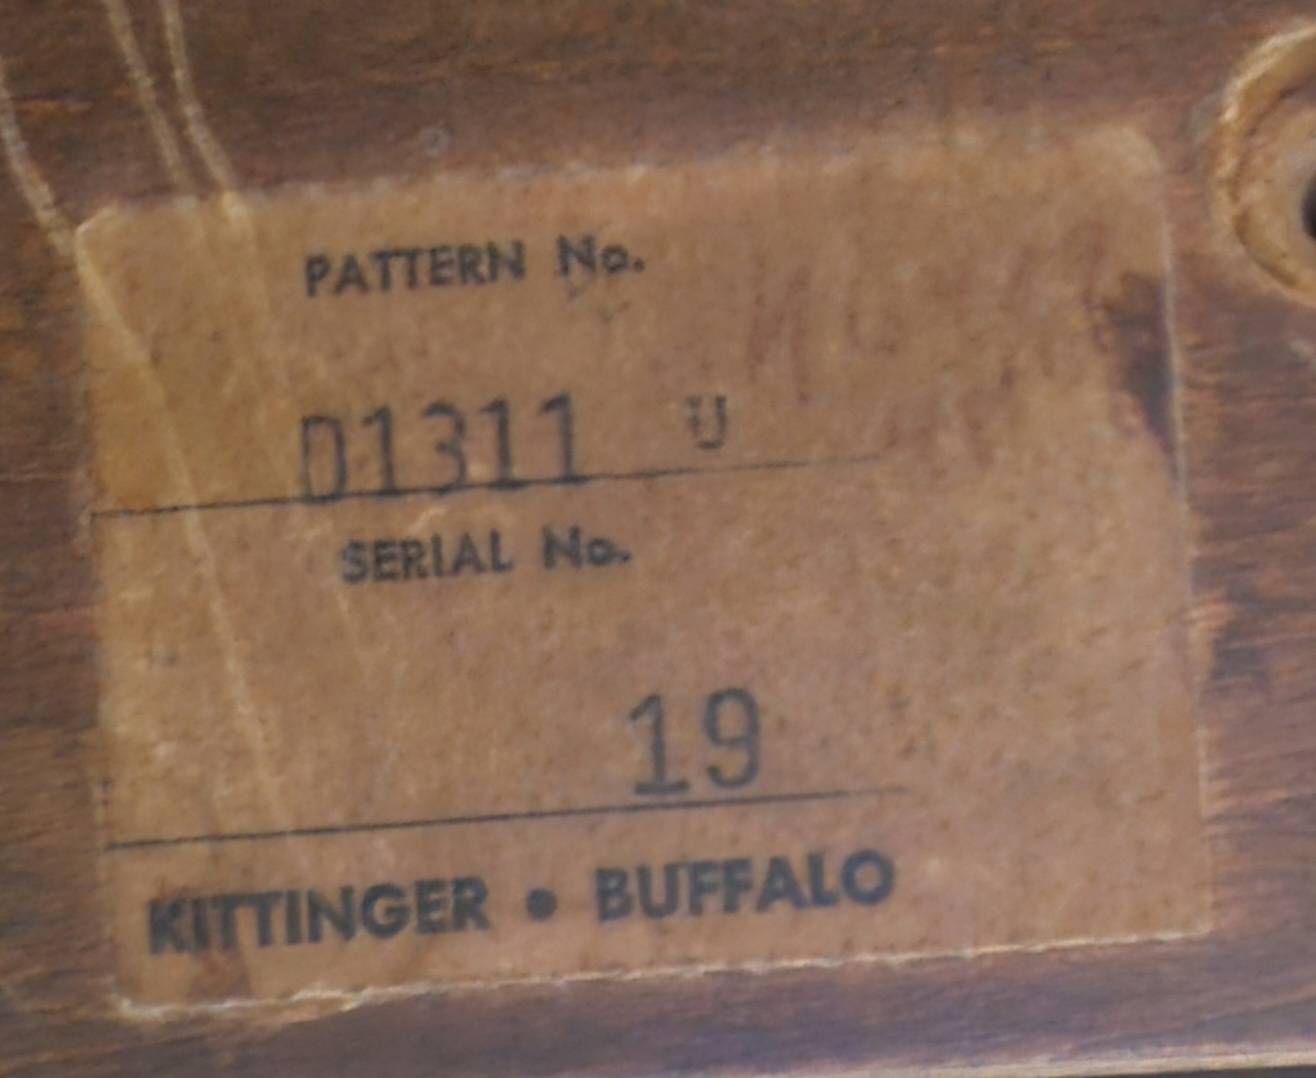 PATTERN No.
D1311 U
SERIAL No.
19
KITTINGER • BUFFALO